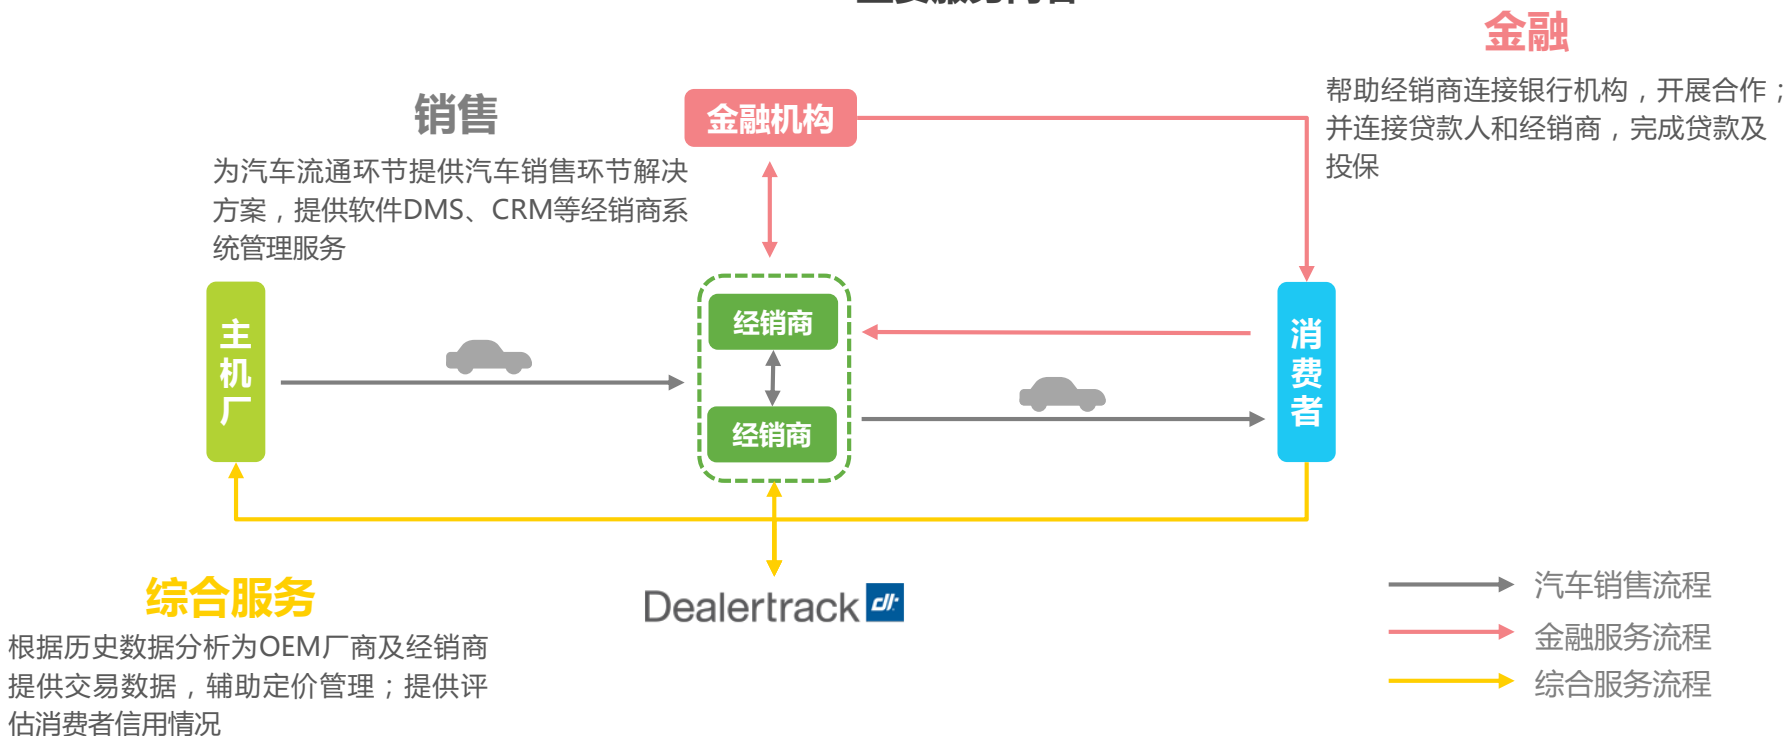 金融
帮助经销商连接银行机构，开展合作；
并连接贷款人和经销商，完成贷款及
投保
销售
为汽车流通环节提供汽车销售环节解决
方案，提供软件DMS、CRM等经销商系
统管理服务
金融机构
主机厂
经销商
经销商
消费者
综合服务
根据历史数据分析为OEM厂商及经销商
提供交易数据，辅助定价管理；提供评
估消费者信用情况
Dealertrack dt:
汽车销售流程
金融服务流程
综合服务流程